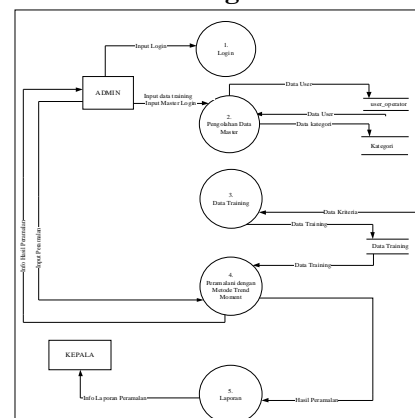 Input Login
1.
Login
ADMIN
Input data training
Input Master Login
Data User
user_operator
2.
Pengolahan Data
Master
Data User
Data kategori
Kategori
3.
Data Training
Data Kriteria
Data Training
Data Training
Data Training
Info Hasil Peramalan
Input Peramalan
4.
Peramalani dengan
Metode Trend
Moment
KEPALA
Info Laporas Peramalan
5.
Laporan
Hasil Peramalan